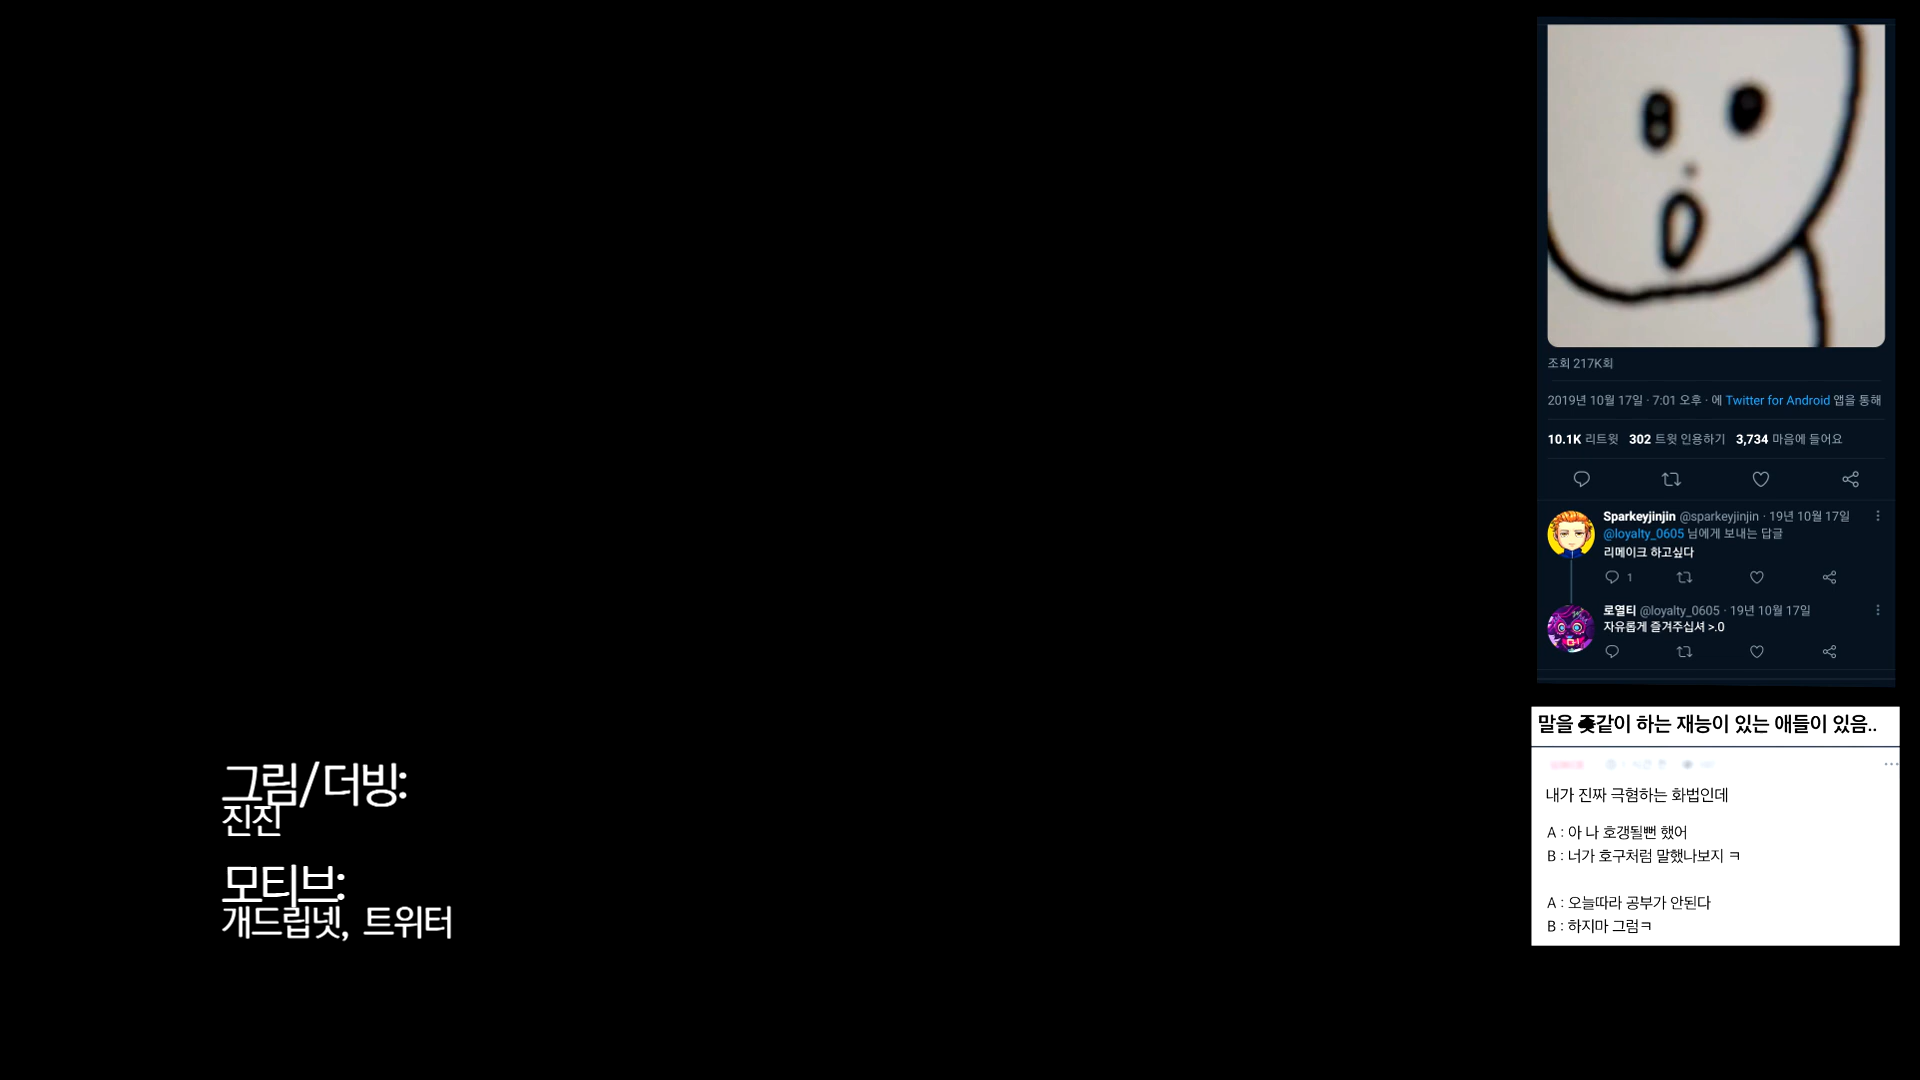 그림/더빙:
진진
모티브:
개드립넷, 트위터
조회 217K회
2019년 10월 17일 · 7:01 오후 · 에 Twitter for Android 앱을 통해
10.1K 리트윗 302 트윗 인용하기 3,734 마음에 들어요
Sparkeyjinjin @sparkeyjinjin · 19년 10월 17일
@loyalty_0605 님에게 보내는 답글
리메이크 하고싶다
1
로열티 @loyalty_0605 · 19년 10월 17일
자유롭게 즐겨주십셔 >.0
말을 같이 하는 재능이 있는 애들이 있음..
내가 진짜 극혐하는 화법인데
A : 아 나 호갱될뻔 했어
B : 너가 호구처럼 말했나보지 ㅋ
A : 오늘따라 공부가 안된다
B : 하지마 그럼ㅋ